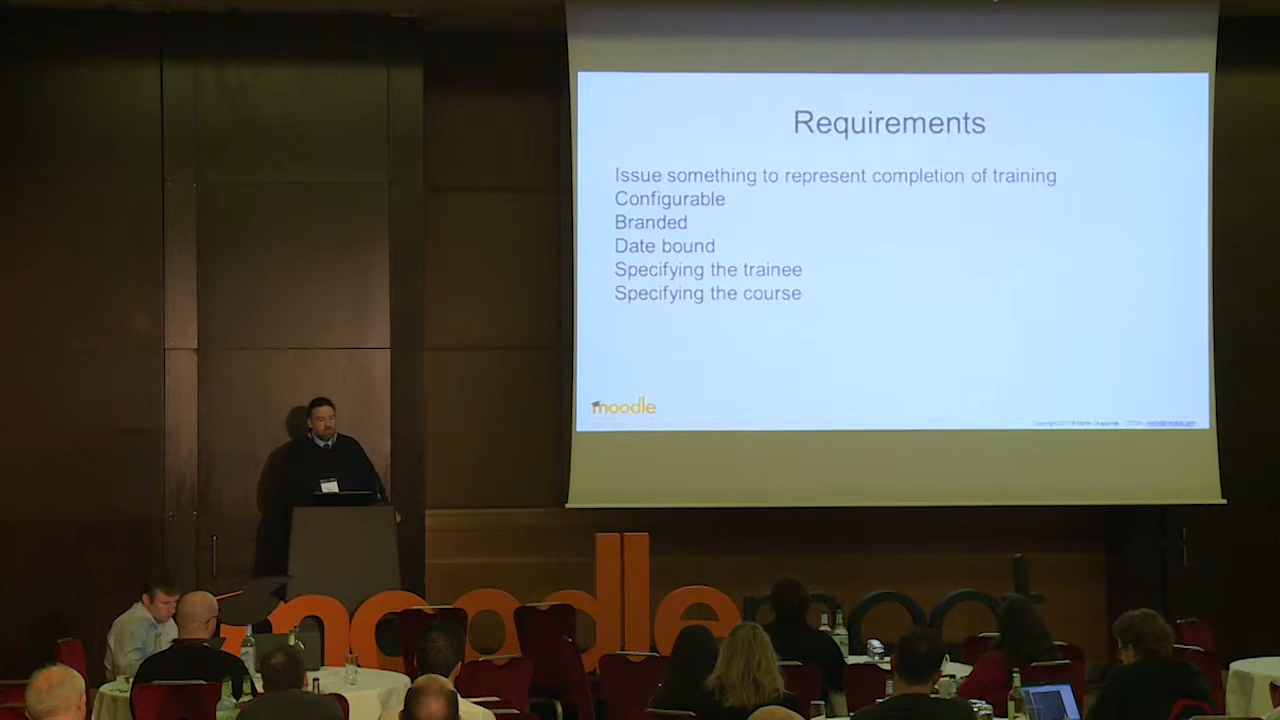 Requirements
Issue something to represent completion of training
Configurable
Branded
Date bound
Specifying the trainee
Specifying the course
moodle
moodlemoot